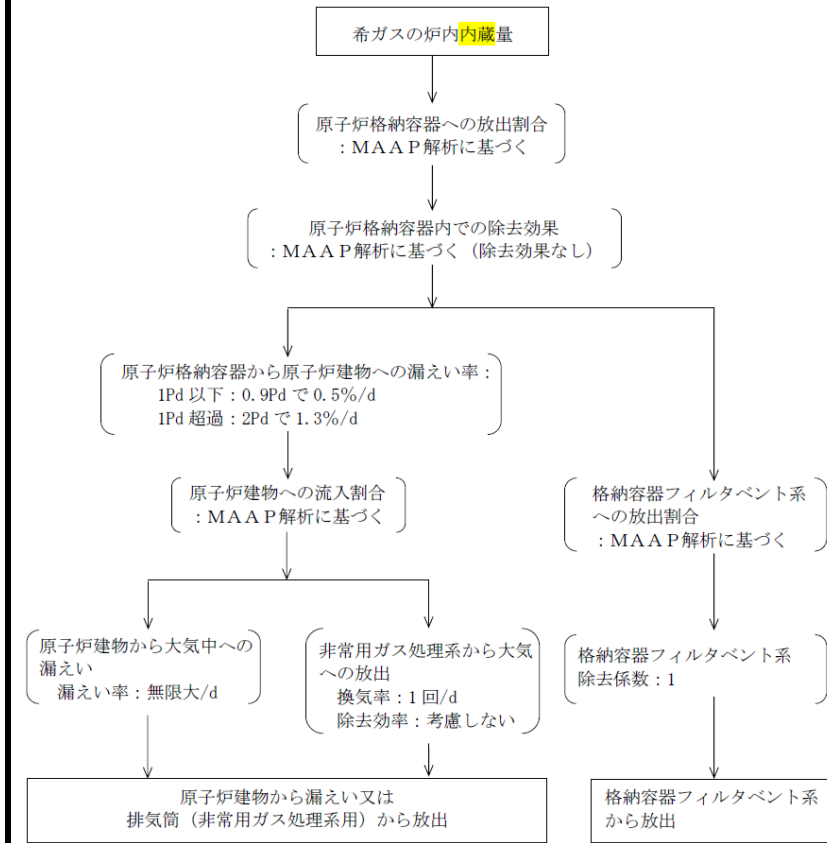 希ガスの炉内内蔵量
原子炉格納容器への放出割合
:MAAP解析に基づく
原子炉格納容器内での除去効果
:MAAP解析に基づく(除去効果なし)
原子炉格納容器から原子炉建物への漏えい率:
1Pd 以下:0.9Pd で 0.5%/d
1Pd 超過:2Pd で 1.3%/d
原子炉建物への流入割合
:MAAP解析に基づく
格納容器フィルタベント系
への放出割合
:MAAP解析に基づく
原子炉建物から大気中への
漏えい
漏えい率:無限大/d
非常用ガス処理系から大気
への放出
換気率:1 回/d
除去効率:考慮しない
格納容器フィルタベント系
除去係数:1
原子炉建物から漏えい又は
排気筒(非常用ガス処理系用)から放出
格納容器フィルタベント系
から放出